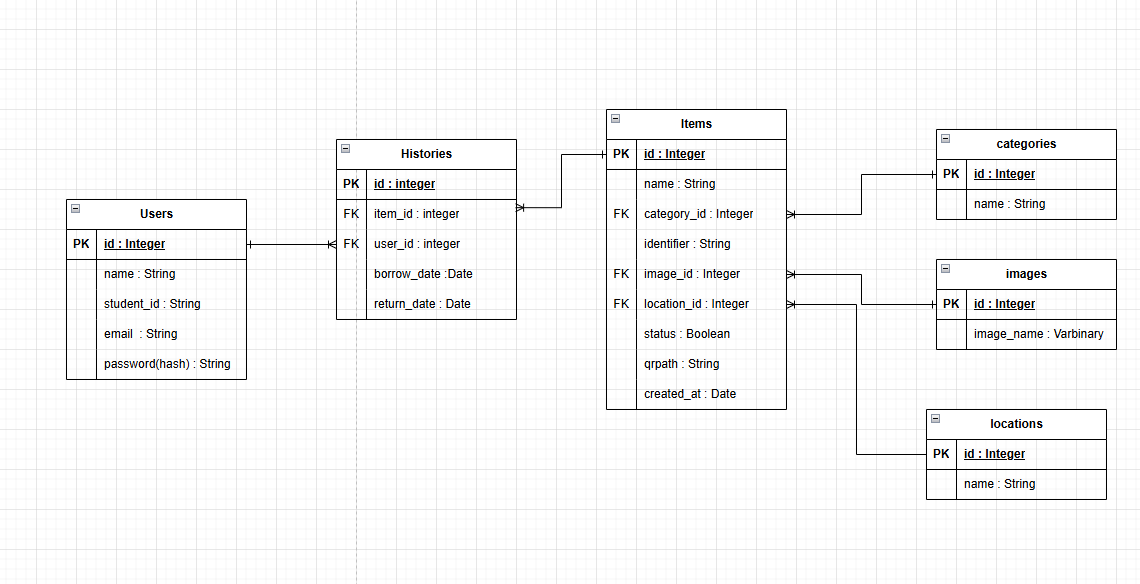 Users
PK id : Integer
name : String
student_id : String
email : String
password(hash) : String
Histories
PK id : integer
FK item_id : integer
FK user_id : integer
borrow_date :Date
return_date : Date
Items
PK id : Integer
name : String
FK category_id : Integer
identifier : String
FK image_id : Integer
FK location_id : Integer
status : Boolean
qrpath : String
created_at : Date
categories
PK id : Integer
name : String
images
PK id : Integer
image_name : Varbinary
locations
PK id : Integer
name : String